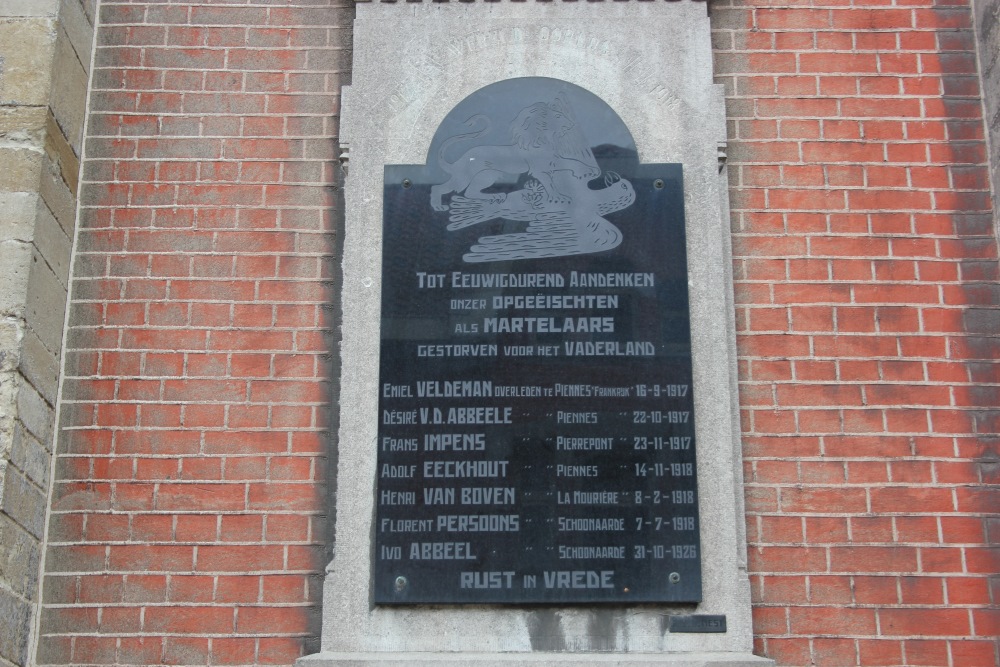 TOT EEUWIGDUREND AANDENKEN
ONZER OPGEËISCHTEN
ALS MARTELAARS
GESTORVEN VOOR HET VADERLAND
EMIEL VELDEMAN OVERLEDEN TE PIENNES "FRANKRIJK" 16-9-1917
DÉSIRÉ V.D. ABBEELE " " PIENNES " 22-10-1917
FRANS IMPENS " " PIERREPONT " 23-11-1917
ADOLF EECKHOUT " " PIENNES " 14-11-1918
HENRI VAN BOVEN " " LA MOURIÈRE " 8-2-1918
FLORENT PERSOONS " " SCHOONAARDE 7-7-1918
IVO ABBEEL " " SCHOONAARDE 31-10-1926
RUST IN VREDE